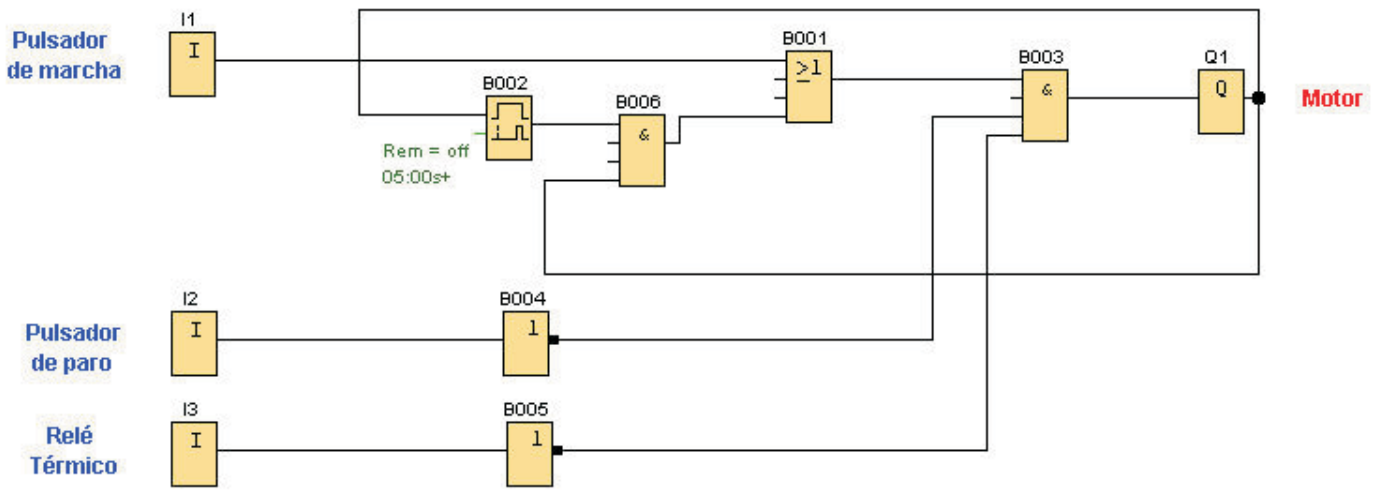 I1
Pulsador
de marcha
I
B002
Rem = off
05:00s+
B006
&
B001
>1
B003
&
Q1
Q
Motor
I2
Pulsador
de paro
I
B004
1
I3
Relé
Térmico
I
B005
1